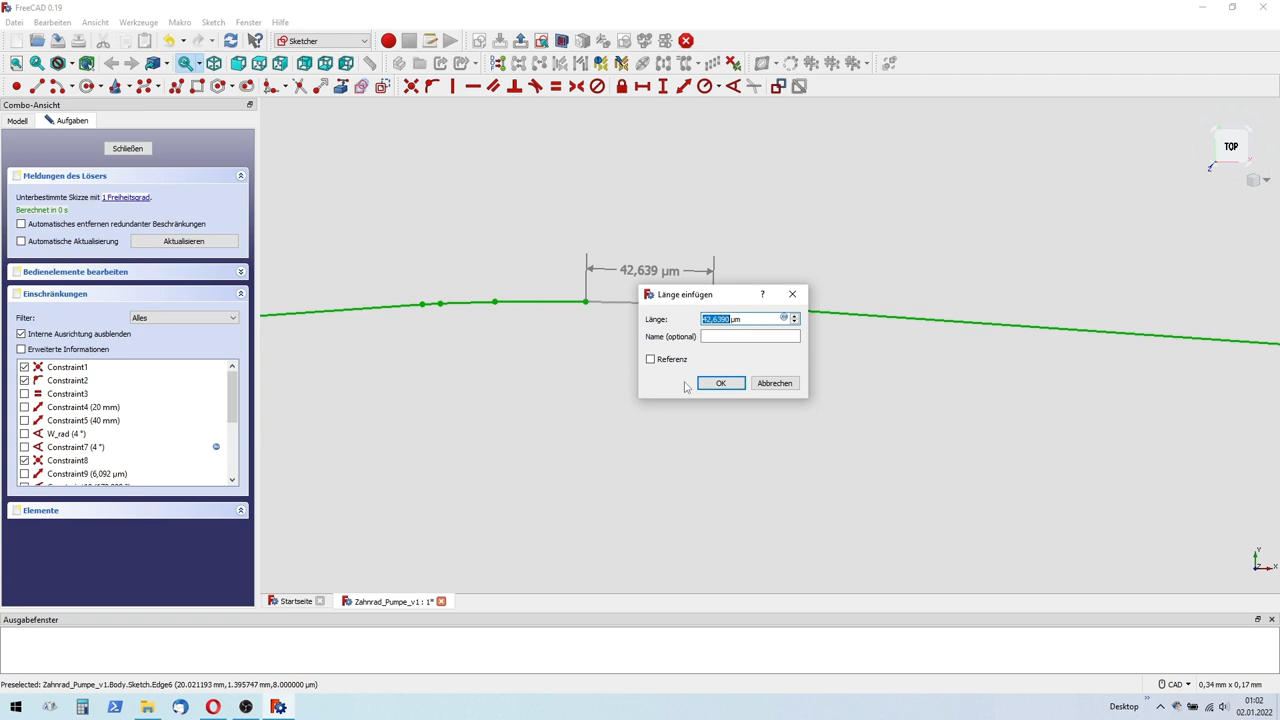 FreeCAD 0.19
Datei Bearbeiten Ansicht Werkzeuge Makro Sketch Fenster Hilfe
Sketcher
Combo-Ansicht
Modell Aufgaben
Schließen
Meldungen des Lösers
Unterbestimmte Skizze mit 1 Freiheitsgrad.
Berechnet in 0 s
Automatisches entfernen redundanter Beschränkungen
Automatische Aktualisierung Aktualisieren
Bedienelemente bearbeiten
Einschränkungen
Filter: Alles
Interne Ausrichtung ausblenden
Erweiterte Informationen
Constraint1
Constraint2
Constraint3
Constraint4 (20 mm)
Constraint5 (40 mm)
W_rad (4 °)
Constraint7 (4 °)
Constraint8
Constraint9 (6,092 µm)
Elemente
TOP
42,639 µm
Länge einfügen ?
Länge: 42,6390 µm
Name (optional)
Referenz
OK Abbrechen
Y
X
Startseite Zahnrad_Pumpe_v1 : 1*
Ausgabefenster
Preselected: Zahnrad_Pumpe_v1.Body.Sketch.Edge6 (20.021193 mm,1.395747 mm,8.000000 µm)
CAD 0,34 mm x 0,17 mm
Desktop
01:02
02.01.2022